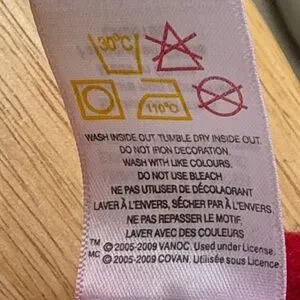 30°C
110°C
WASH INSIDE OUT. TUMBLE DRY INSIDE OUT.
DO NOT IRON DECORATION.
WASH WITH LIKE COLOURS.
DO NOT USE BLEACH
NE PAS UTILISER DE DÉCOLARANT
LAVER À L'ENVERS, SÉCHER PAR À L'ENVERS
NE PAS REPASSER LE MOTIF.
LAVER AVEC DES COULEURS
™ © 2005-2009 VANOC. Used under License.
MC © 2005-2009 COVAN. Utilisée sous Licence.